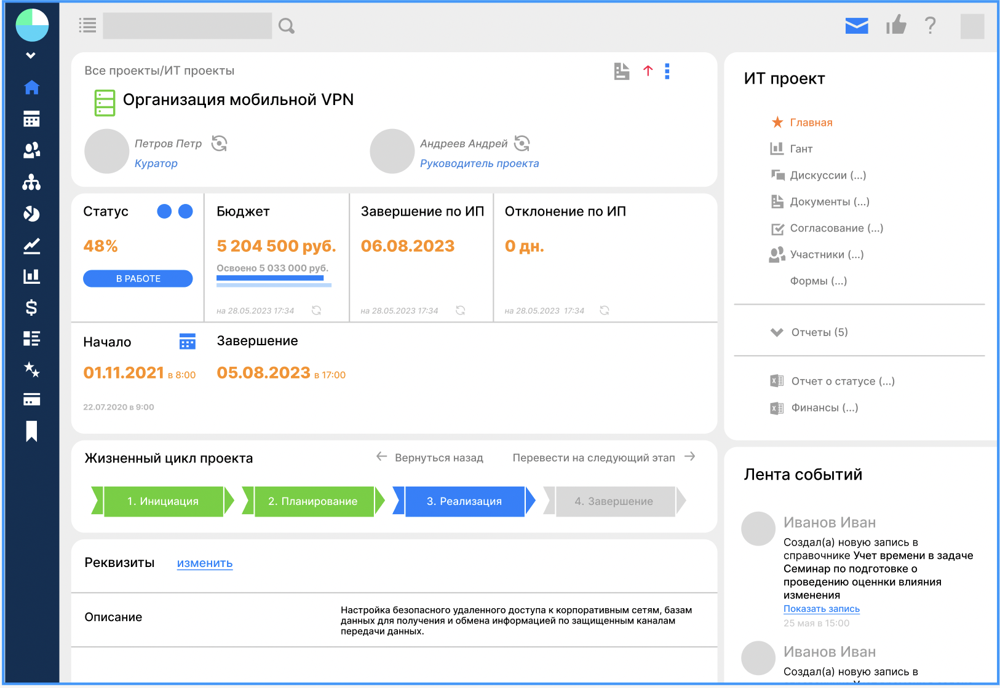 Все проекты/ИТ проекты
Организация мобильной VPN
Петров Петр
Куратор
Андреев Андрей
Руководитель проекта
Статус
48%
В РАБОТЕ
Бюджет
5 204 500 руб.
Освоено 5 033 000 руб.
на 28.05.2023 17:34
Завершение по ИП
06.08.2023
на 28.05.2023 17:34
Отклонение по ИП
0 дн.
на 28.05.2023 17:34
Начало
01.11.2021 в 8:00
22.07.2020 в 9:00
Завершение
05.08.2023 в 17:00
Жизненный цикл проекта
Вернуться назад
Перевести на следующий этап
1. Инициация
2. Планирование
3. Реализация
4. Завершение
Реквизиты
изменить
Описание
Настройка безопасного удаленного доступа к корпоративным сетям, базам
данных для получения и обмена информацией по защищенным каналам
передачи данных.
ИТ проект
Главная
Гант
Дискуссии (...)
Документы (...)
Согласование (...)
Участники (...)
Формы (...)
Отчеты (5)
Отчет о статусе (...)
Финансы (...)
Лента событий
Иванов Иван
Создал(а) новую запись в
справочнике Учет времени в задаче
Семинар по подготовке о
проведению оценнки влияния
изменения
Показать запись
25 мая в 15:00
Иванов Иван
Создал(а) новую запись в